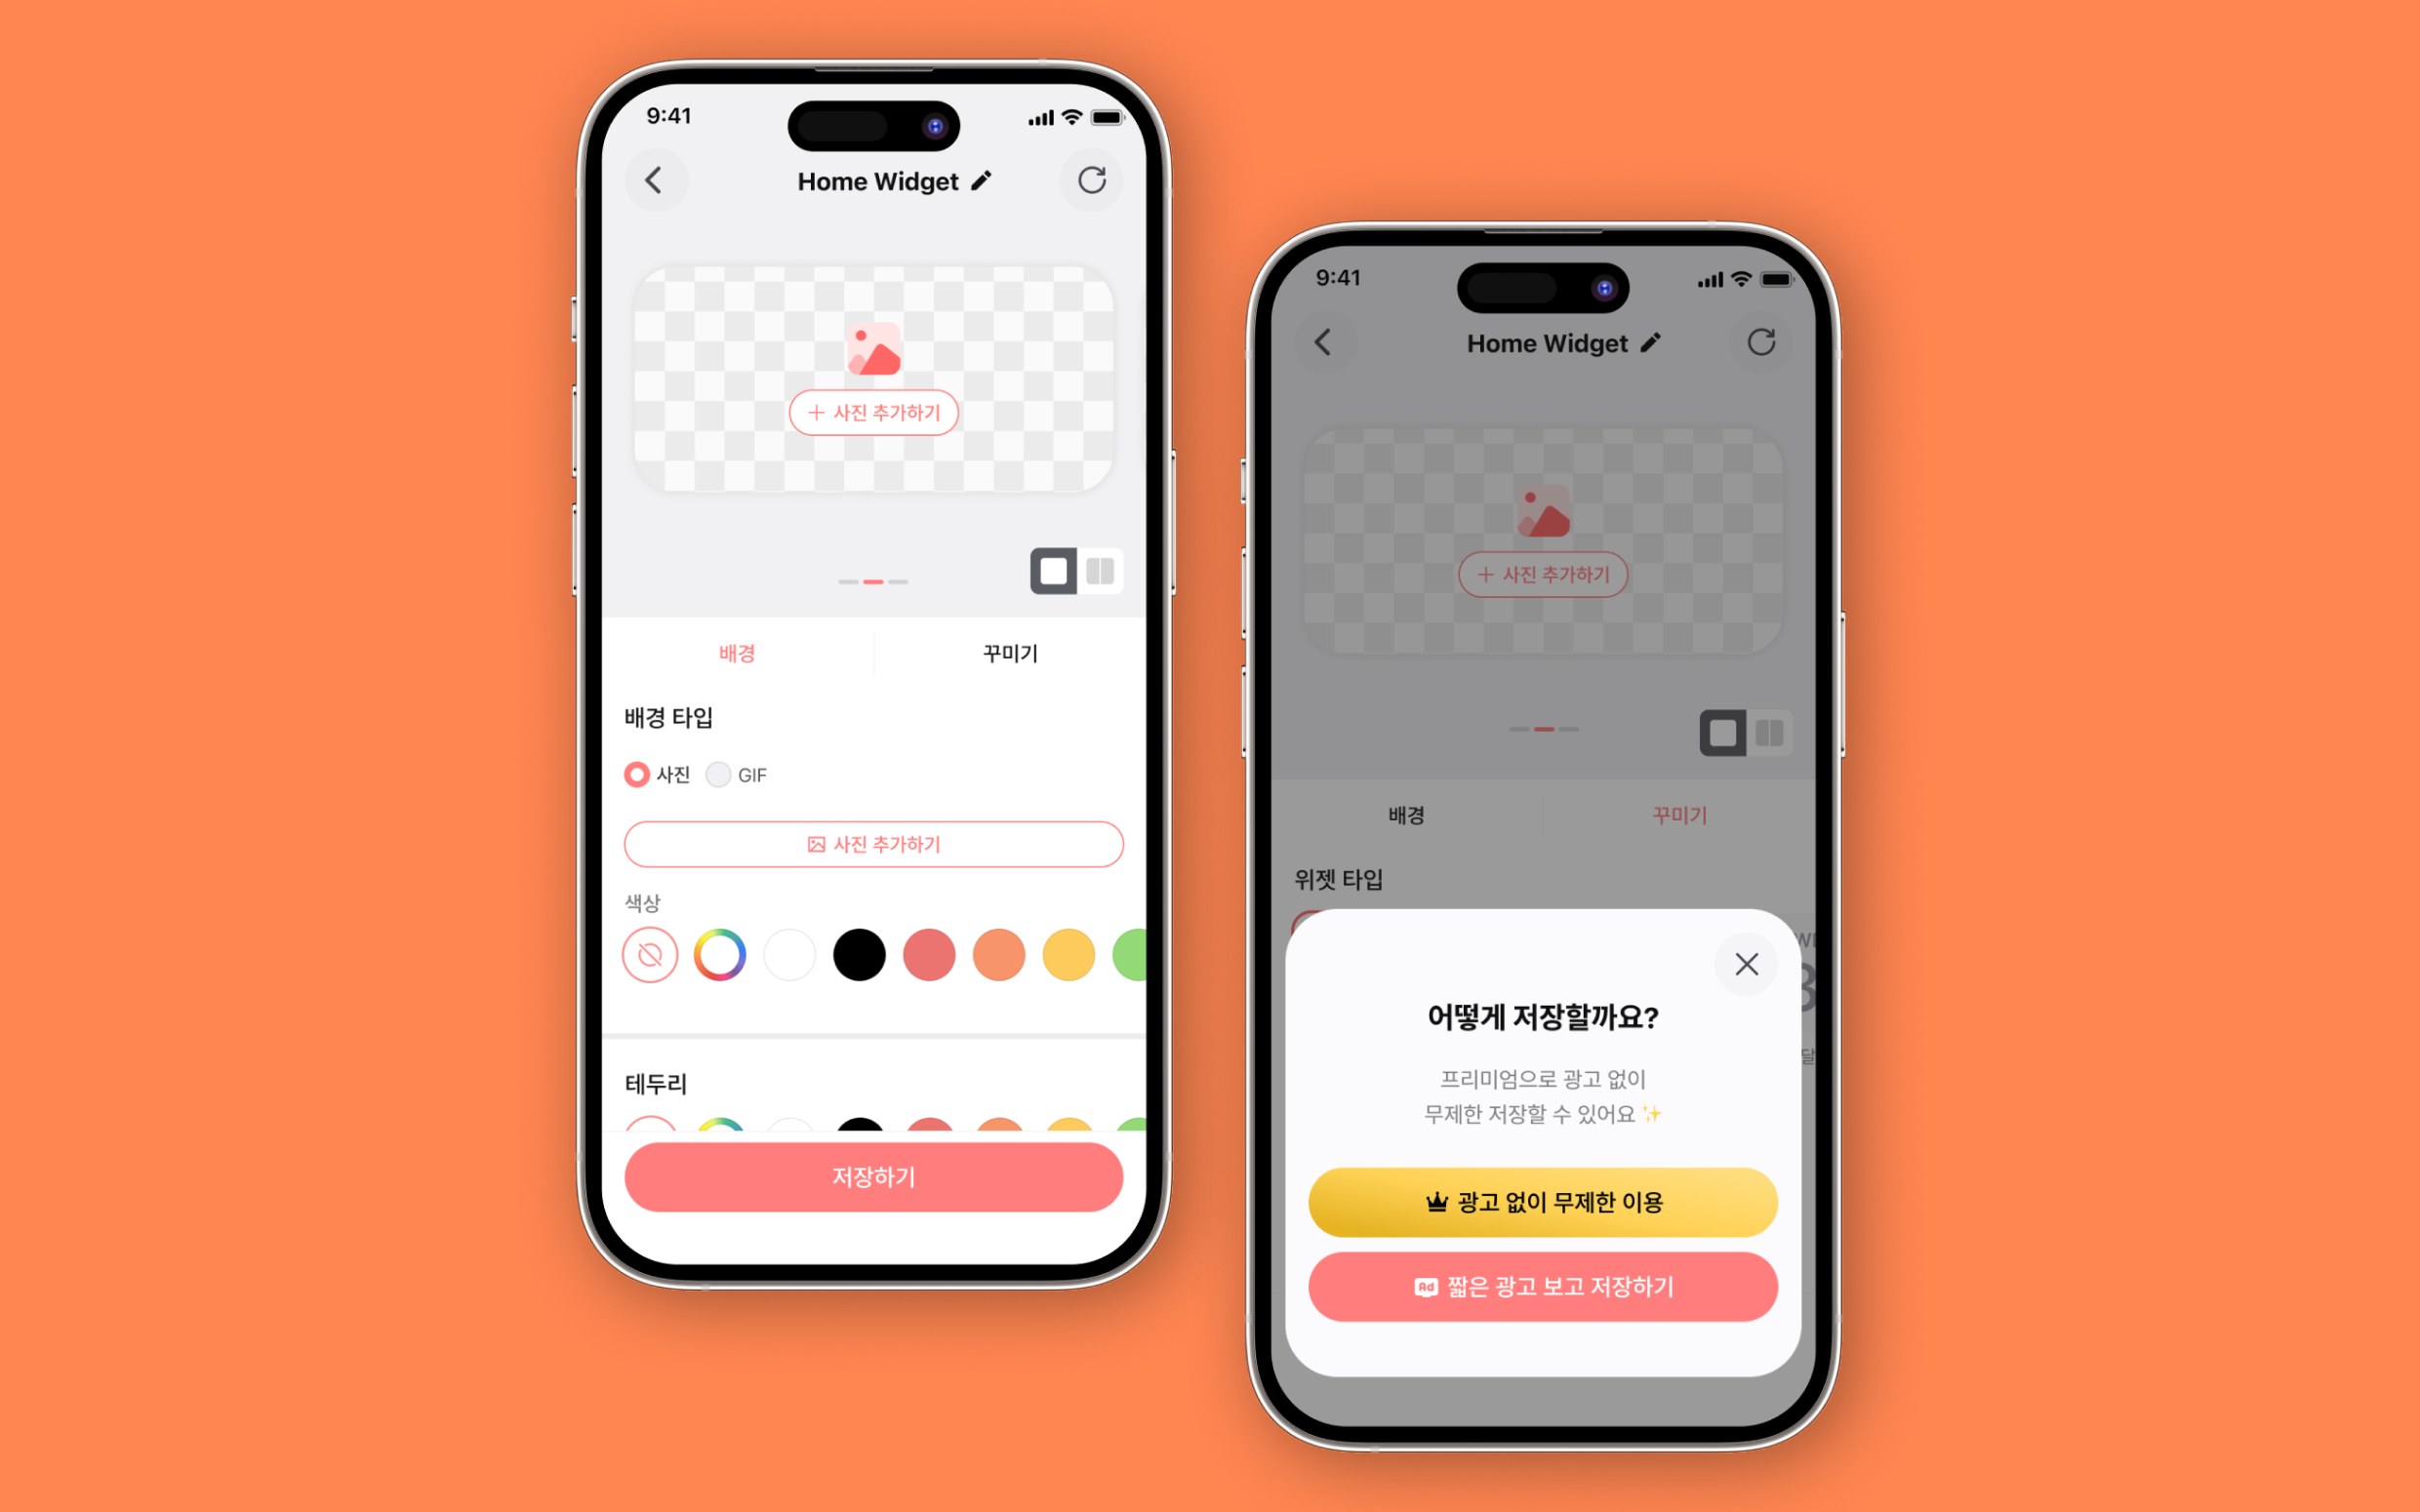 9:41
Home Widget
+ 사진 추가하기
배경
꾸미기
배경 타입
사진
GIF
사진 추가하기
색상
테두리
저장하기
9:41
Home Widget
+ 사진 추가하기
배경
꾸미기
위젯 타입
달
어떻게 저장할까요?
프리미엄으로 광고 없이
무제한 저장할 수 있어요 ✨
광고 없이 무제한 이용
Ad 짧은 광고 보고 저장하기